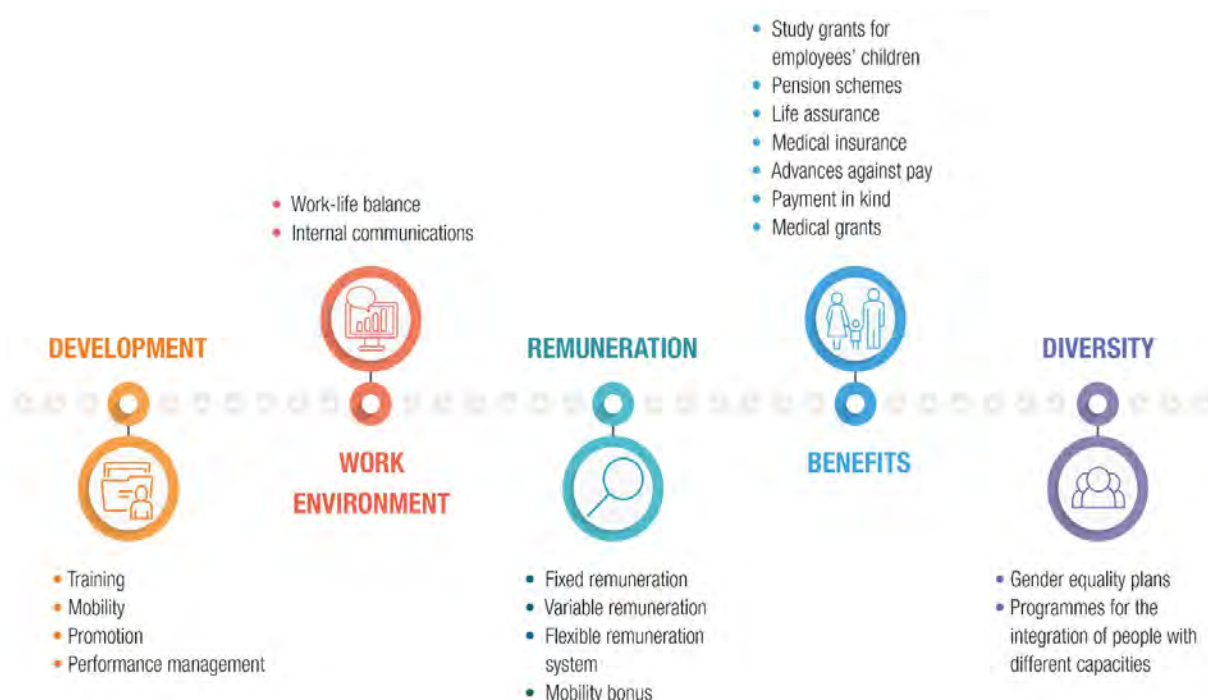 DEVELOPMENT
• Training
• Mobility
• Promotion
• Performance management
• Work-life balance
• Internal communications
WORK
ENVIRONMENT
REMUNERATION
• Fixed remuneration
• Variable remuneration
• Flexible remuneration
system
• Mobility bonus
• Study grants for
employees' children
• Pension schemes
• Life assurance
• Medical insurance
• Advances against pay
• Payment in kind
• Medical grants
BENEFITS
DIVERSITY
• Gender equality plans
• Programmes for the
integration of people with
different capacities